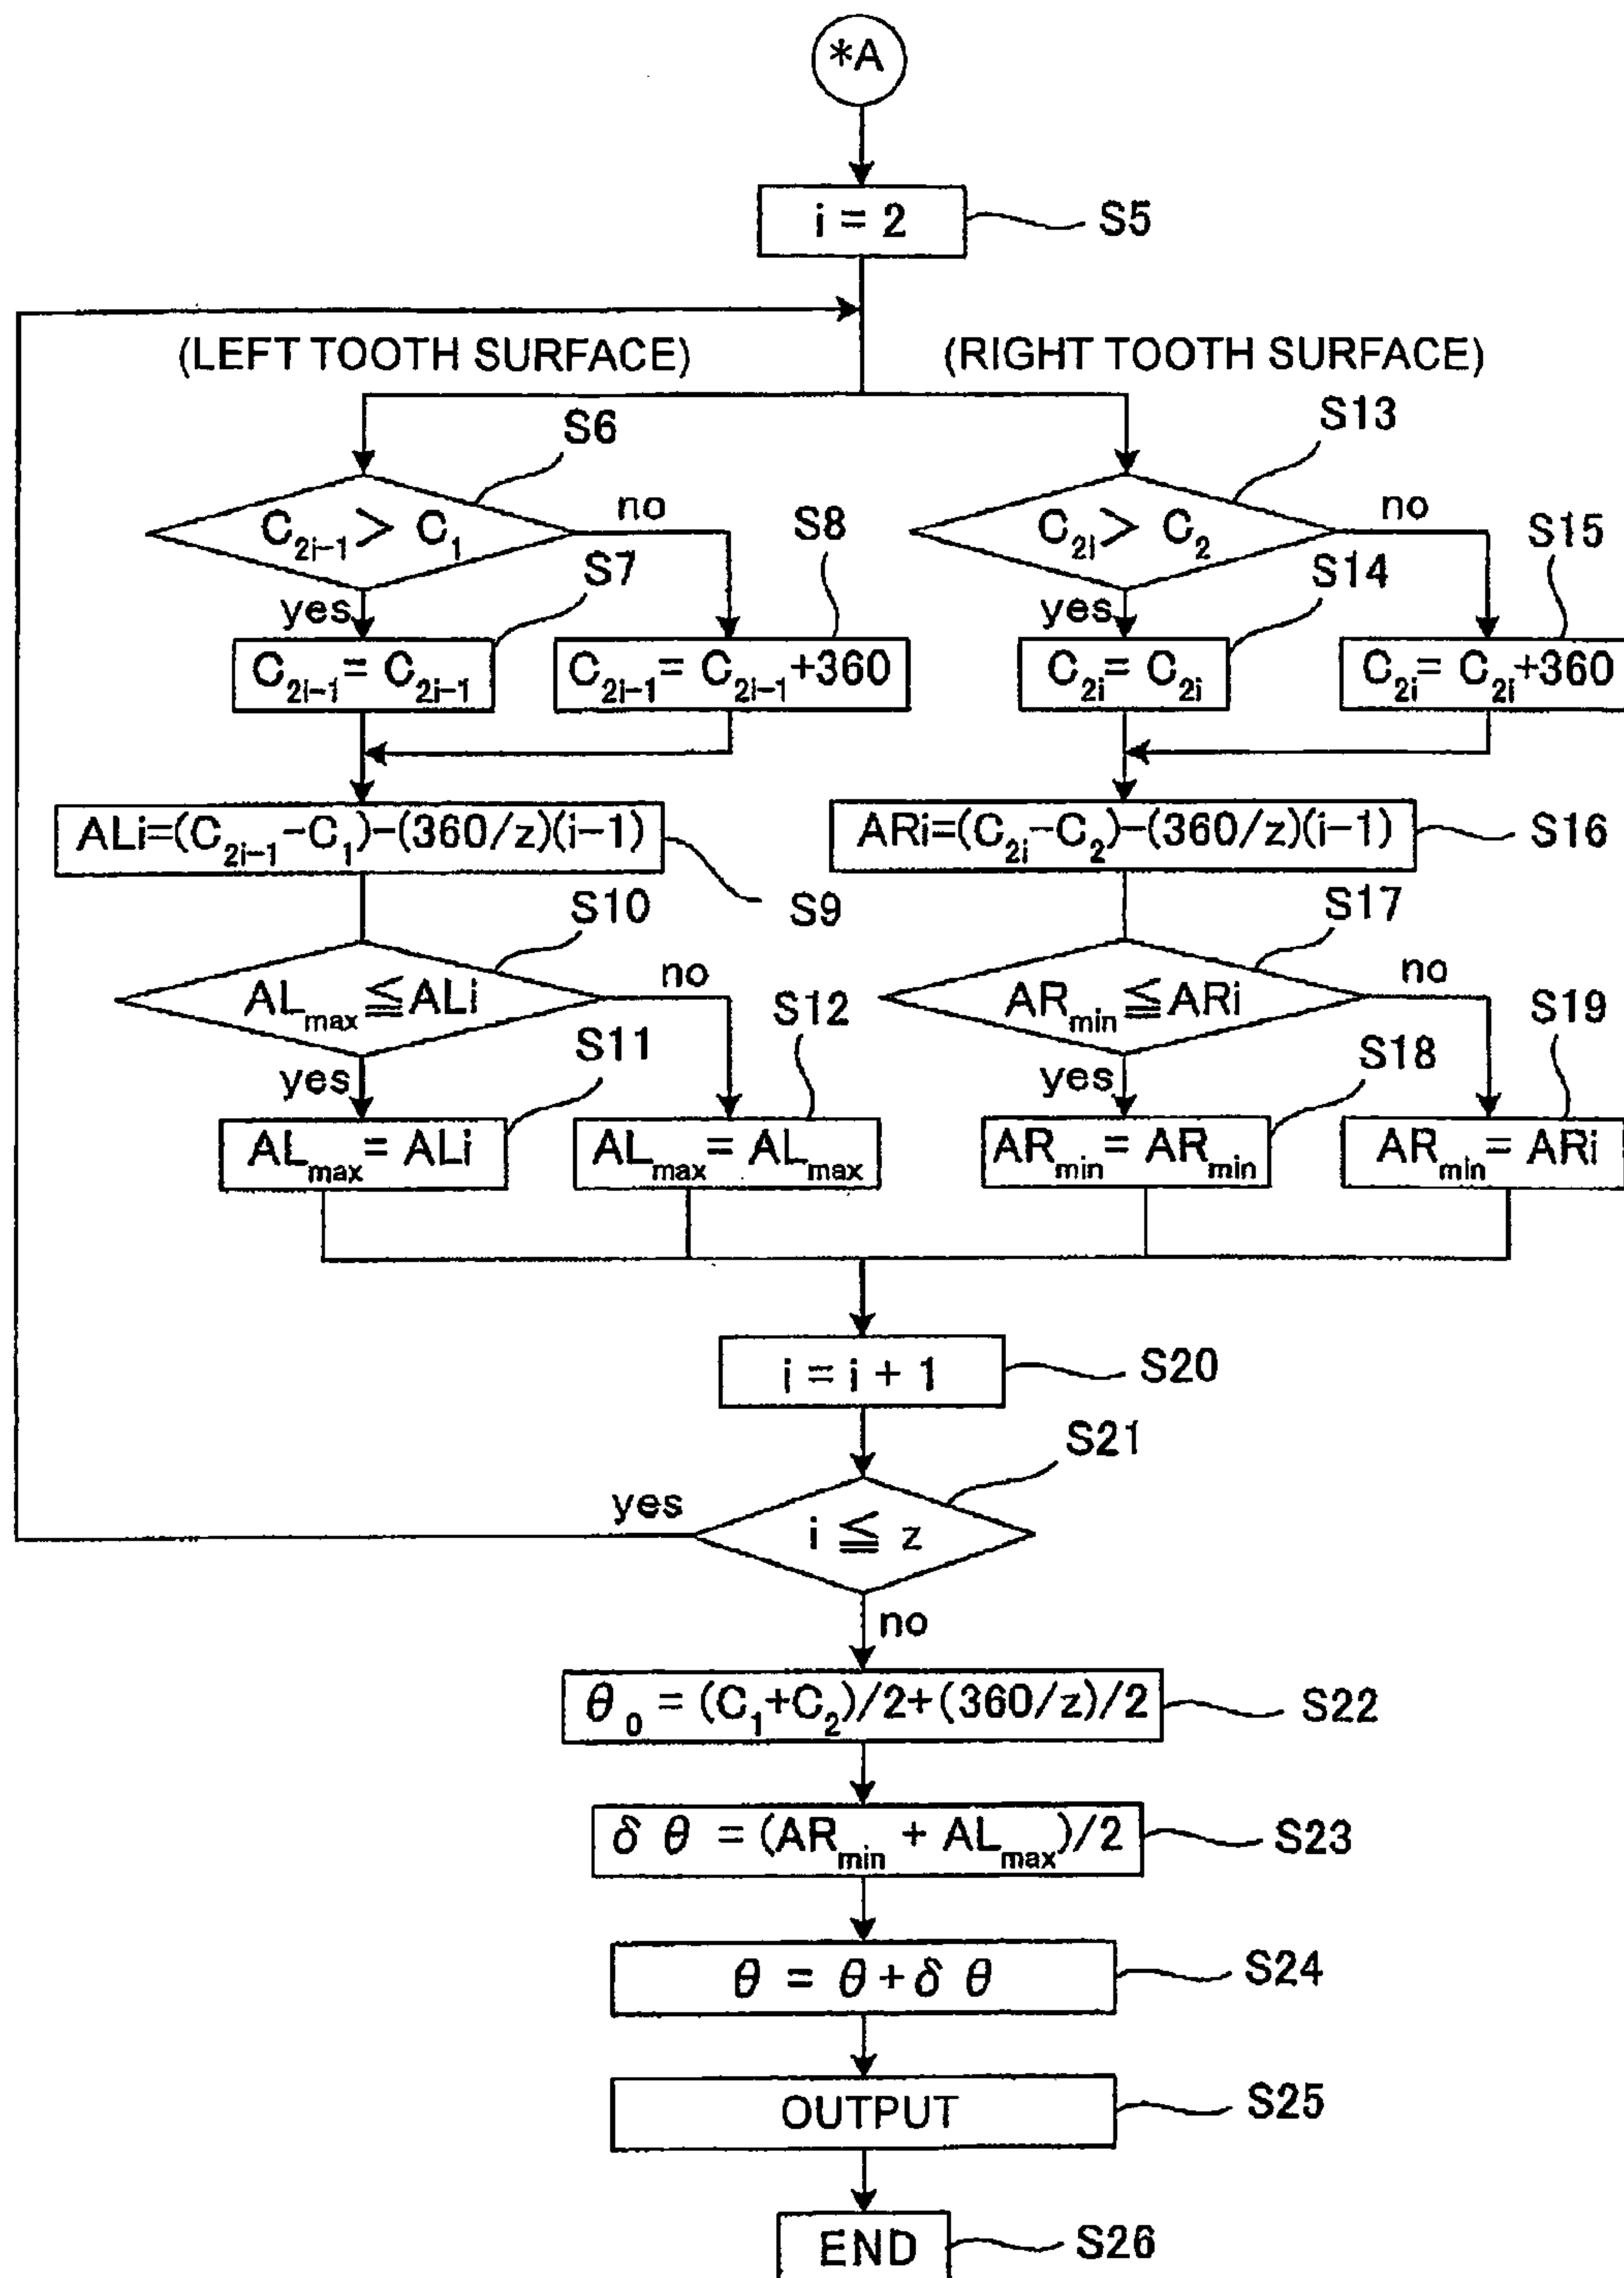 *A
i = 2
S5
(LEFT TOOTH SURFACE)
(RIGHT TOOTH SURFACE)
S6
S13
C₂ᵢ₋₁ > C₁
no
S8
C₂ᵢ > C₂
no
S15
S7
S14
yes
yes
C₂ᵢ₋₁ = C₂ᵢ₋₁
C₂ᵢ₋₁ = C₂ᵢ₋₁+360
C₂ᵢ = C₂ᵢ
C₂ᵢ = C₂ᵢ+360
ALi=(C₂ᵢ₋₁-C₁)-(360/z)(i-1)
S9
ARi=(C₂ᵢ-C₂)-(360/z)(i-1)
S16
S10
S17
ALmax ≦ ALi
no
S12
ARmin ≦ ARi
no
S19
S11
S18
yes
yes
ALmax = ALi
ALmax = ALmax
ARmin = ARmin
ARmin = ARi
i = i + 1
S20
S21
yes
i ≦ z
no
θ₀ = (C₁+C₂)/2+(360/z)/2
S22
δ θ = (ARmin + ALmax)/2
S23
θ = θ+δ θ
S24
OUTPUT
S25
END
S26